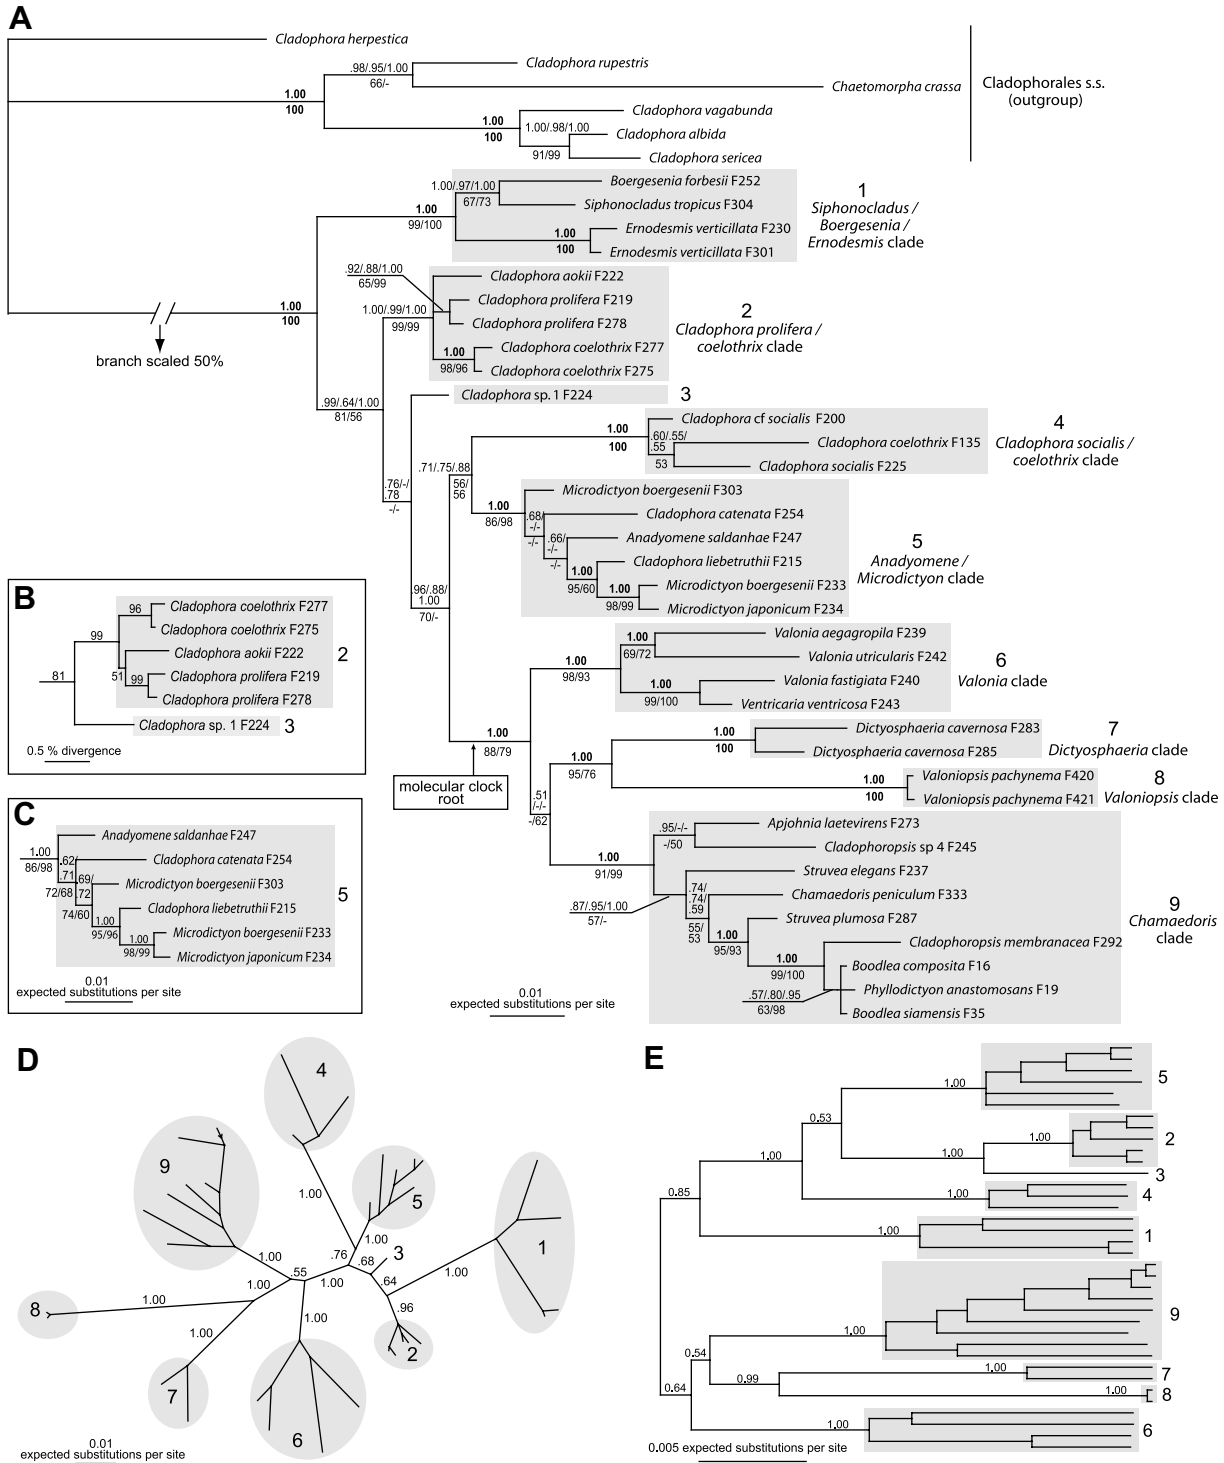 A
Cladophora herpestica
Cladophora rupestris
.98/.95/1.00
66/-
Chaetomorpha crassa
Cladophorales s.s.
(outgroup)
1.00
100
Cladophora vagabunda
1.00
100
1.00/.98/1.00
91/99
Cladophora albida
Cladophora sericea
Boergesenia forbesii F252
1.00/.97/1.00
67/73
Siphonocladus tropicus F304
1.00
99/100
Ernodesmis verticillata F230
1.00
100
Ernodesmis verticillata F301
1
Siphonocladus /
Boergesenia /
Ernodesmis clade
.92/.88/1.00
65/99
Cladophora aokii F222
Cladophora prolifera F219
Cladophora prolifera F278
1.00/.99/1.00
99/99
1.00
98/96
Cladophora coelothrix F277
Cladophora coelothrix F275
2
Cladophora prolifera /
coelothrix clade
1.00
100
branch scaled 50%
.99/.64/1.00
81/56
Cladophora sp. 1 F224
3
Cladophora cf socialis F200
1.00
100
.60/.55/
.55
53
Cladophora coelothrix F135
Cladophora socialis F225
4
Cladophora socialis /
coelothrix clade
.71/.75/.88
56/
56
.76/-/
.78
-/-
Microdictyon boergesenii F303
1.00
86/98
.68/
-/-
-/-
Cladophora catenata F254
.66/
-/-
-/-
Anadyomene saldanhae F247
Cladophora liebetruthii F215
1.00
95/60
1.00
98/99
Microdictyon boergesenii F233
Microdictyon japonicum F234
5
Anadyomene /
Microdictyon clade
.96/.88/
1.00
70/-
Valonia aegagropila F239
1.00
69/72
Valonia utricularis F242
1.00
98/93
Valonia fastigiata F240
1.00
99/100
Ventricaria ventricosa F243
6
Valonia clade
1.00
88/79
molecular clock
root
Dictyosphaeria cavernosa F283
1.00
100
Dictyosphaeria cavernosa F285
7
Dictyosphaeria clade
1.00
95/76
.51
/-/-
-/62
1.00
100
Valoniopsis pachynema F420
Valoniopsis pachynema F421
8
Valoniopsis clade
Apjohnia laetevirens F273
.95/-/-
-/50
Cladophoropsis sp 4 F245
1.00
91/99
Struvea elegans F237
.87/.95/1.00
57/-
.74/
.74/
.59
55/
53
Chamaedoris peniculum F333
Struvea plumosa F287
1.00
95/93
Cladophoropsis membranacea F292
1.00
99/100
Boodlea composita F16
.57/.80/.95
63/98
Phyllodictyon anastomosans F19
Boodlea siamensis F35
9
Chamaedoris
clade
0.01
expected substitutions per site
B
96
Cladophora coelothrix F277
Cladophora coelothrix F275
99
Cladophora aokii F222
51
99
Cladophora prolifera F219
Cladophora prolifera F278
2
81
Cladophora sp. 1 F224
3
0.5 % divergence
C
Anadyomene saldanhae F247
1.00
86/98
.62/
.71
72/68
Cladophora catenata F254
.69/
.72
74/60
Microdictyon boergesenii F303
Cladophora liebetruthii F215
1.00
95/96
1.00
98/99
Microdictyon boergesenii F233
Microdictyon japonicum F234
5
0.01
expected substitutions per site
D
4
9
5
1
1.00
1.00
.76
.68
3
1.00
1.00
.55
1.00
.64
1.00
8
1.00
.96
1.00
1.00
2
7
6
0.01
expected substitutions per site
E
1.00
5
0.53
1.00
2
1.00
1.00
3
1.00
4
0.85
1.00
1
9
1.00
0.54
1.00
7
0.99
0.64
1.00
8
1.00
6
0.005 expected substitutions per site